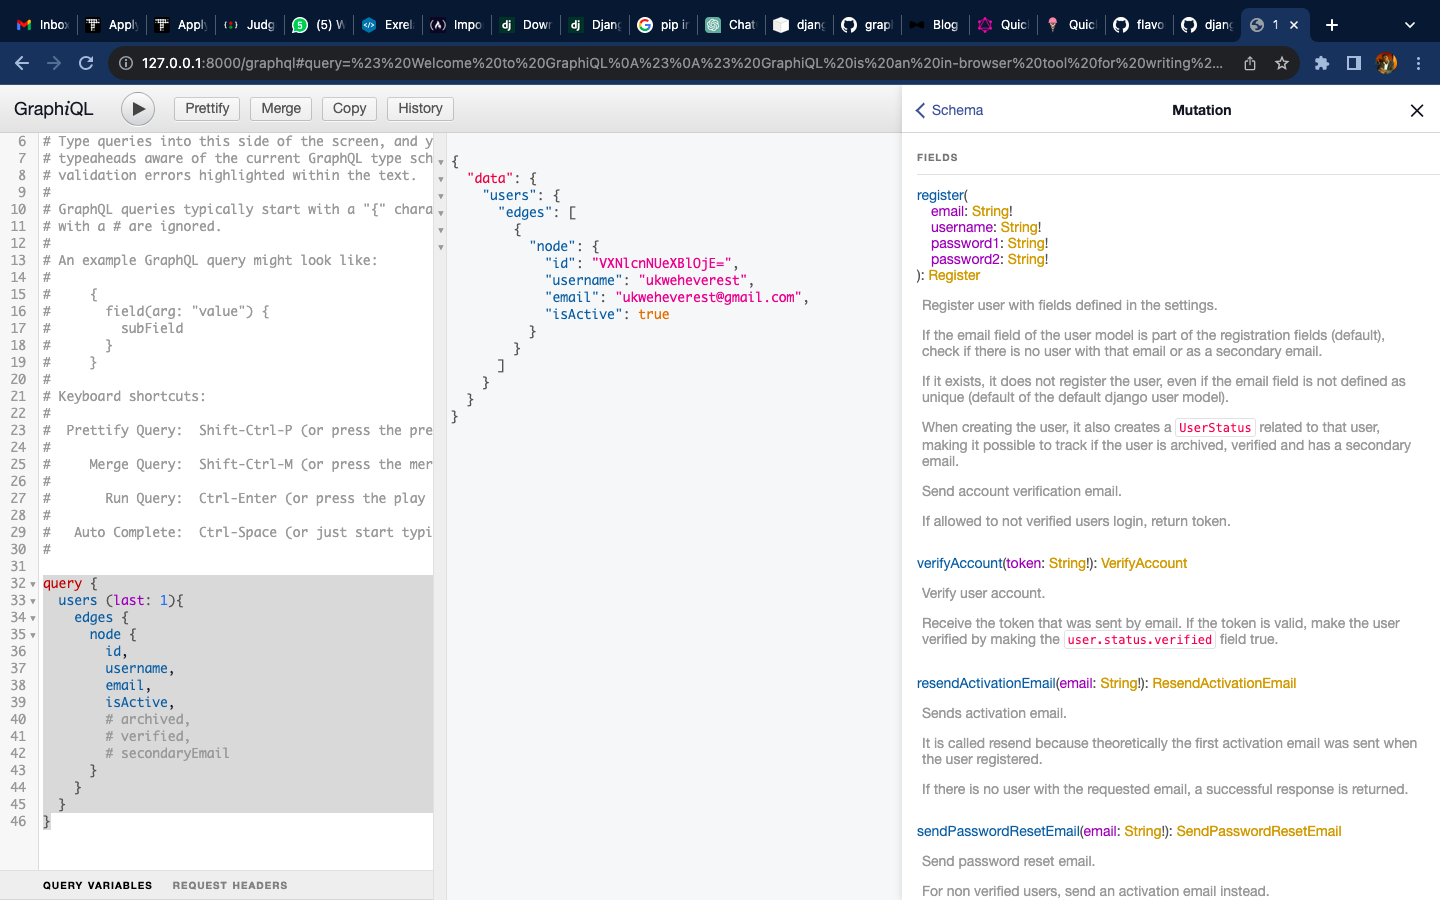 Inbox
Apply
Apply
Judg
(5) W
Exrela
Impo
Down
Djang
pip in
Chat
djang
grap
Blog
Quic
Quic
flavo
djang
1
127.0.0.1:8000/graphql#query=%23%20Welcome%20to%20GraphiQL%0A%23%0A%23%20GraphiQL%20is%20an%20in-browser%20tool%20for%20writing%2...
GraphiQL
Prettify
Merge
Copy
History
6 # Type queries into this side of the screen, and y
7 # typeaheads aware of the current GraphQL type sch
8 # validation errors highlighted within the text.
9 #
10 # GraphQL queries typically start with a "{" chara
11 # with a # are ignored.
12 #
13 # An example GraphQL query might look like:
14 #
15 #     {
16 #       field(arg: "value") {
17 #         subField
18 #       }
19 #     }
20 #
21 # Keyboard shortcuts:
22 #
23 #  Prettify Query:  Shift-Ctrl-P (or press the pre
24 #
25 #     Merge Query:  Shift-Ctrl-M (or press the mer
26 #
27 #       Run Query:  Ctrl-Enter (or press the play
28 #
29 #   Auto Complete:  Ctrl-Space (or just start typi
30 #
31
32 query {
33   users (last: 1){
34     edges {
35       node {
36         id,
37         username,
38         email,
39         isActive,
40         # archived,
41         # verified,
42         # secondaryEmail
43       }
44     }
45   }
46 }
QUERY VARIABLES
REQUEST HEADERS
{
  "data": {
    "users": {
      "edges": [
        {
          "node": {
            "id": "VXNlcnNUeXBlOjE=",
            "username": "ukweheverest",
            "email": "ukweheverest@gmail.com",
            "isActive": true
          }
        }
      ]
    }
  }
}
Schema
Mutation
FIELDS
register(
email: String!
username: String!
password1: String!
password2: String!
): Register
Register user with fields defined in the settings.
If the email field of the user model is part of the registration fields (default),
check if there is no user with that email or as a secondary email.
If it exists, it does not register the user, even if the email field is not defined as
unique (default of the default django user model).
When creating the user, it also creates a UserStatus related to that user,
making it possible to track if the user is archived, verified and has a secondary
email.
Send account verification email.
If allowed to not verified users login, return token.
verifyAccount(token: String!): VerifyAccount
Verify user account.
Receive the token that was sent by email. If the token is valid, make the user
verified by making the user.status.verified field true.
resendActivationEmail(email: String!): ResendActivationEmail
Sends activation email.
It is called resend because theoretically the first activation email was sent when
the user registered.
If there is no user with the requested email, a successful response is returned.
sendPasswordResetEmail(email: String!): SendPasswordResetEmail
Send password reset email.
For non verified users, send an activation email instead.